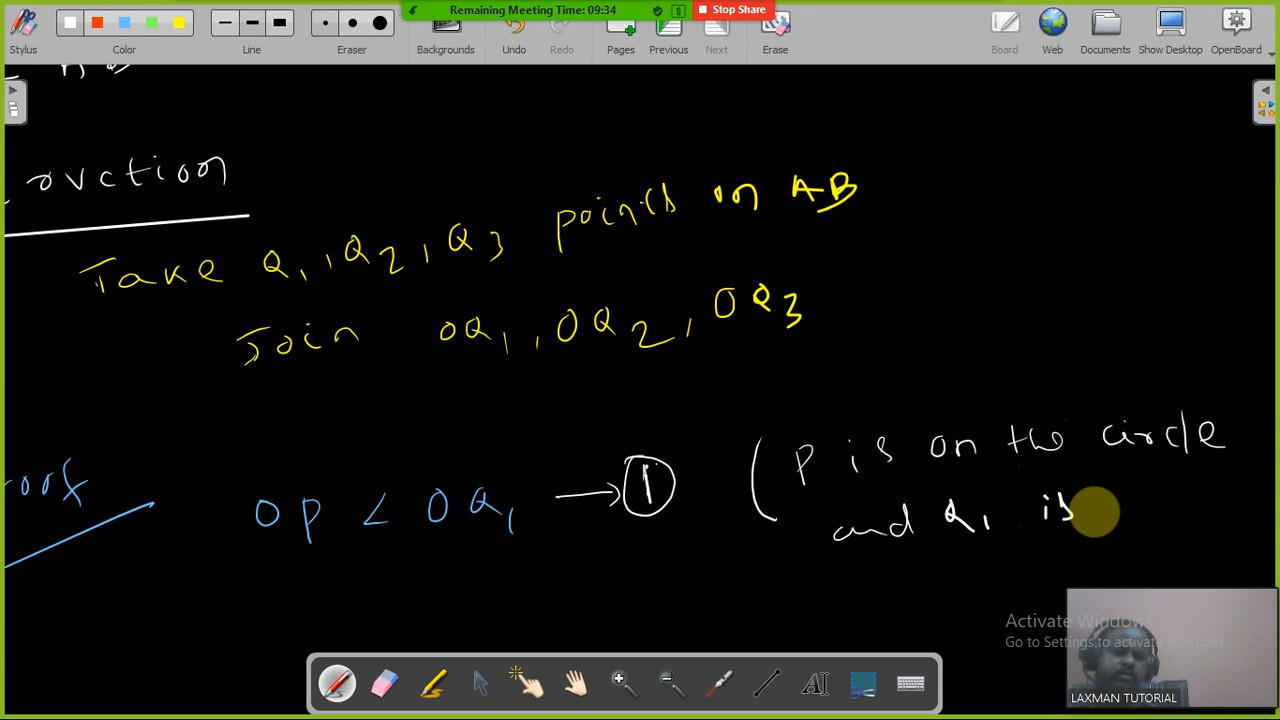 Remaining Meeting Time: 09:34
Stop Share
Stylus
Color
Line
Eraser
Backgrounds
Undo
Redo
Pages
Previous
Next
Erase
Board
Web
Documents
Show Desktop
OpenBoard
ovction
Take Q1, Q2, Q3 points on AB
Join OQ1, OQ2, OQ3
oof
OP < OQ1 → 1 (P is on the circle
and Q1 is
Activate Windows
Go to Settings to activate Windows.
LAXMAN TUTORIAL